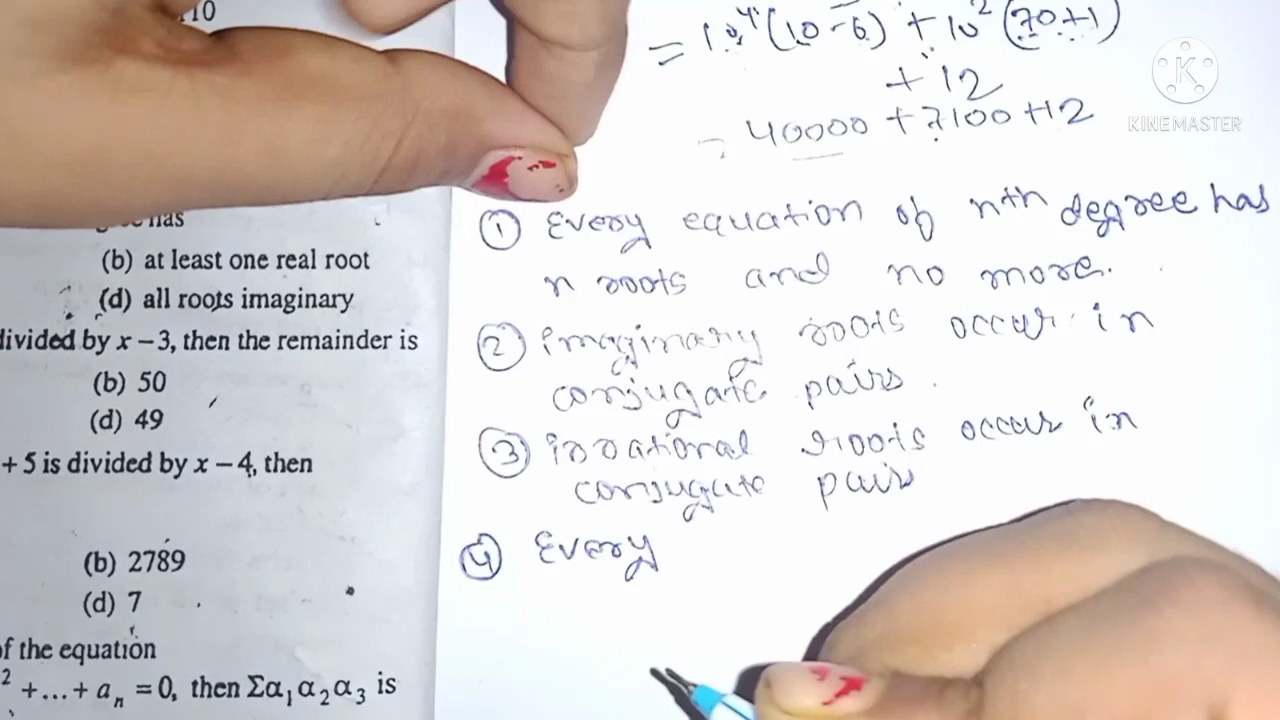 10
has
(b) at least one real root
(d) all roots imaginary
divided by x – 3, then the remainder is
(b) 50
(d) 49
+ 5 is divided by x – 4, then
(b) 2789
(d) 7
of the equation
² + ... + aₙ = 0, then Σα₁α₂α₃ is
= 10⁴(10-6) + 10²(70+1)
+ 12
= 40000 + 7100 + 12
KINEMASTER
① Every equation of nth degree has
n roots and no more.
② imaginary roots occur in
conjugate pairs.
③ irrational roots occur in
conjugate pairs
④ Every